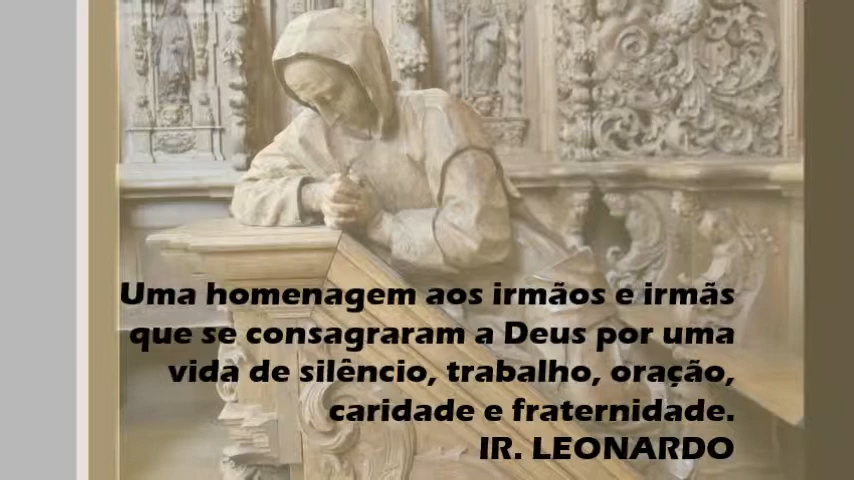 Uma homenagem aos irmãos e irmãs
que se consagraram a Deus por uma
vida de silêncio, trabalho, oração,
caridade e fraternidade.
IR. LEONARDO